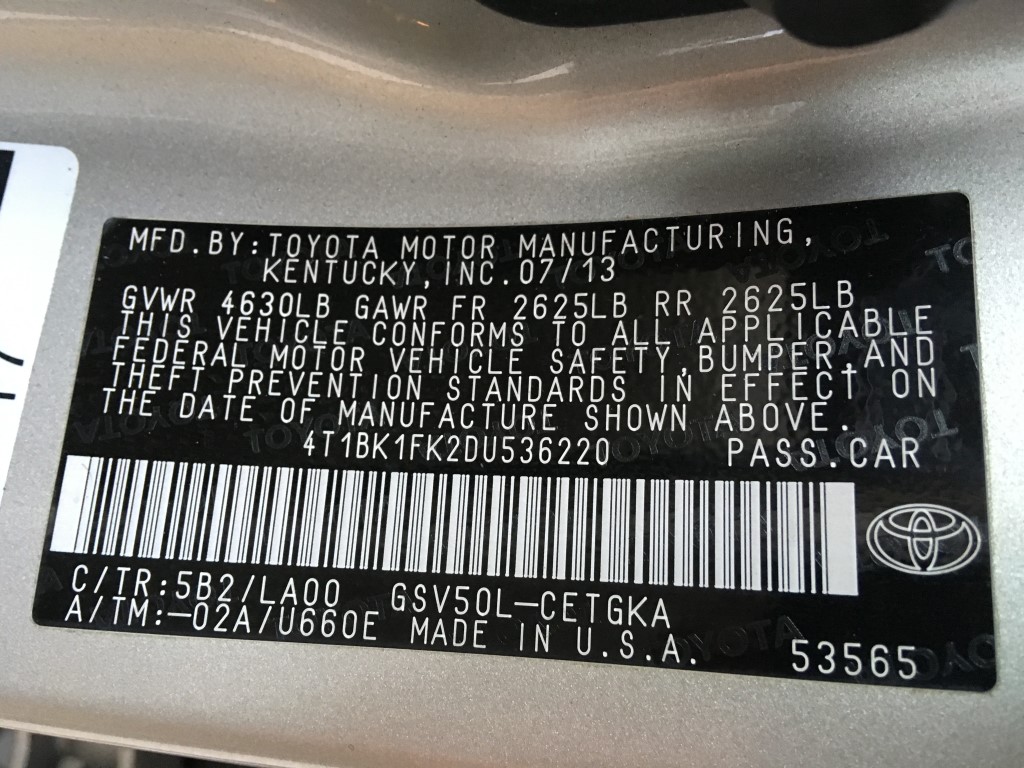 MFD.BY:TOYOTA MOTOR MANUFACTURING,
KENTUCKY,INC.07/13
GVWR 4630LB GAWR FR 2625LB RR 2625LB
THIS VEHICLE CONFORMS TO ALL APPLICABLE
FEDERAL MOTOR VEHICLE SAFETY,BUMPER,AND
THEFT PREVENTION STANDARDS IN EFFECT ON
THE DATE OF MANUFACTURE SHOWN ABOVE.
4T1BK1FK2DU536220 PASS.CAR
C/TR:5B2/LA00 GSV50L-CETGKA
A/TM:-02A/U660E MADE IN U.S.A. 53565